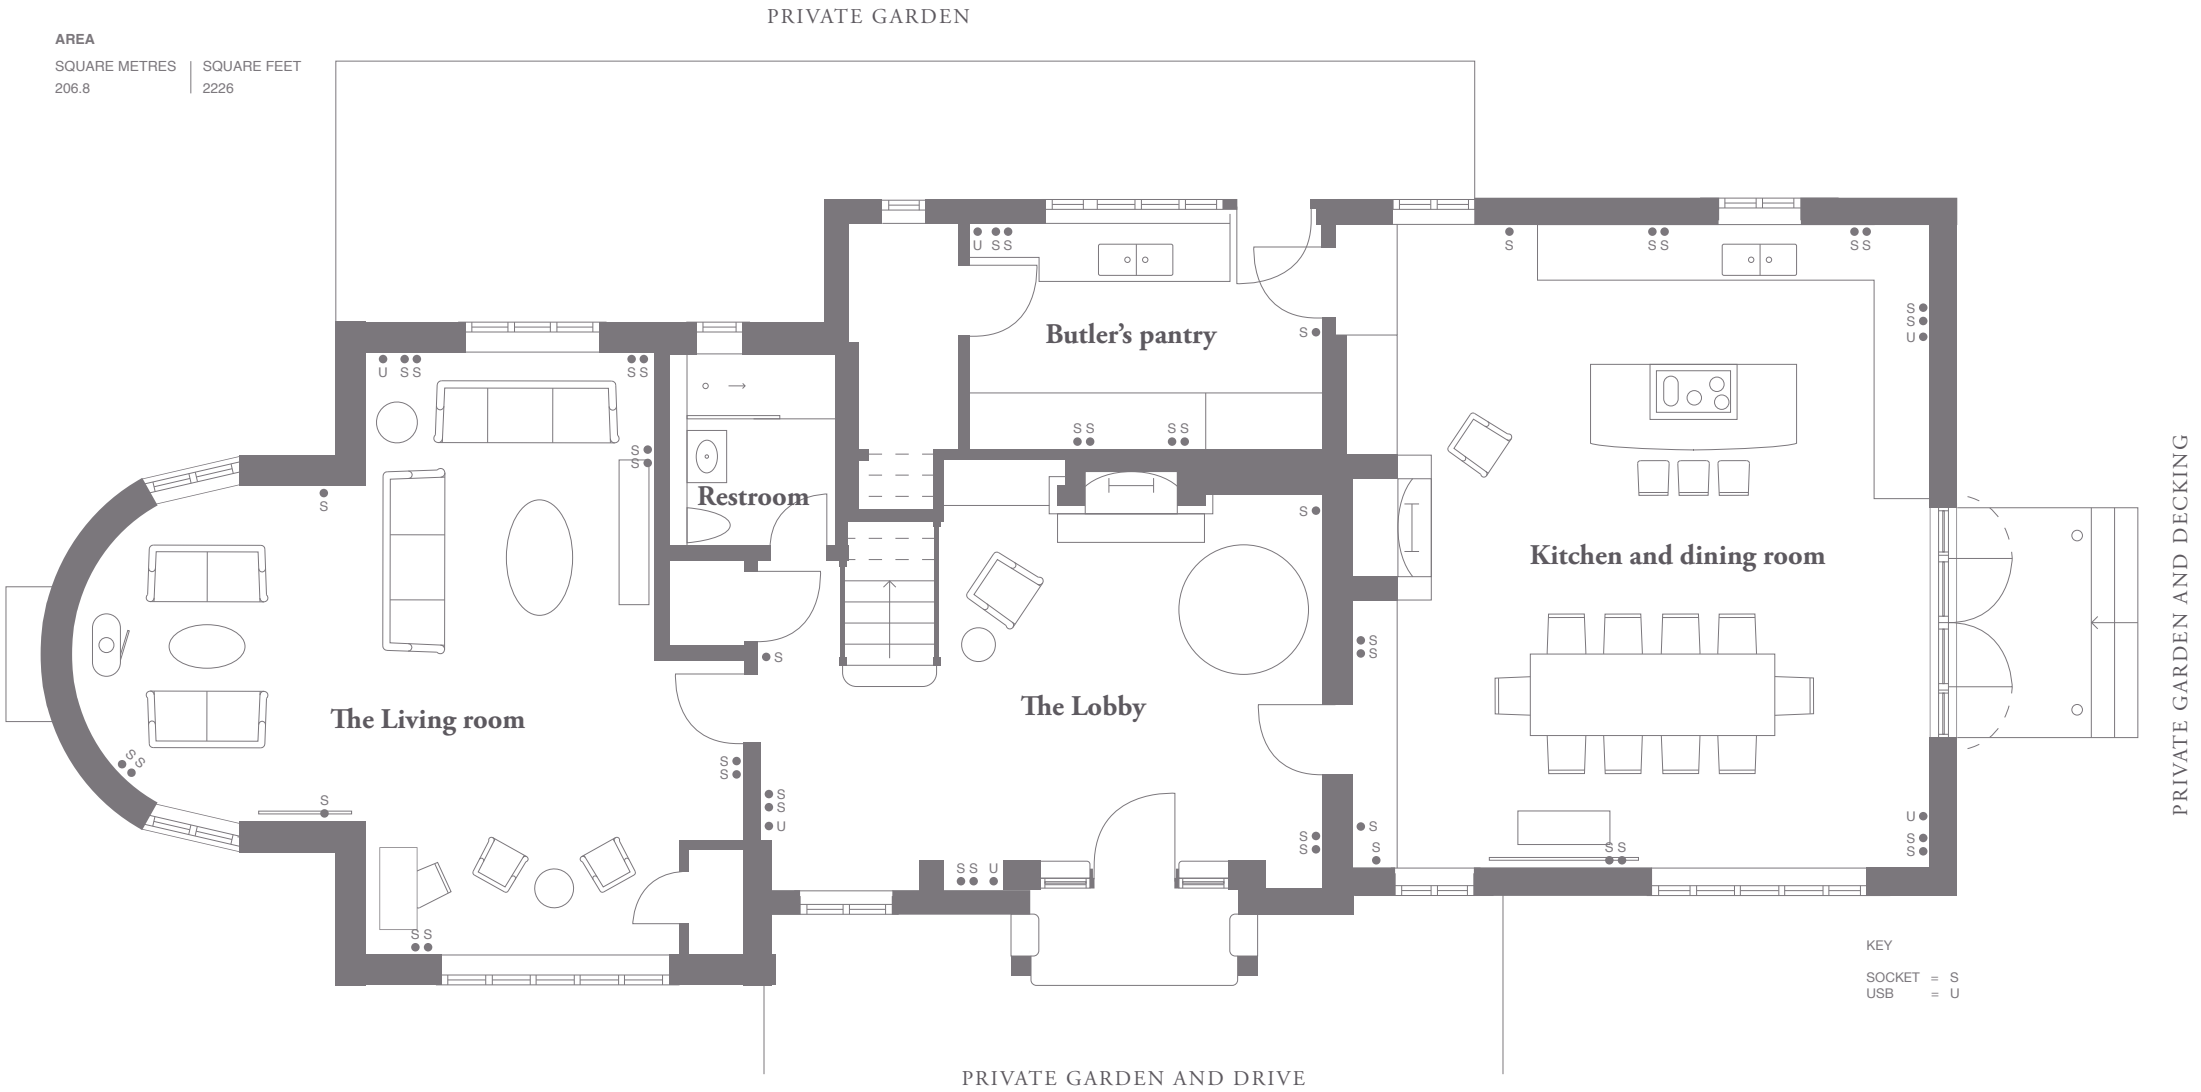 PRIVATE GARDEN
AREA
SQUARE METRES SQUARE FEET
206.8 2226
U S S
S
S S
S S
S S
S
S
U
U S S
S S
S
S
Butler's pantry
S S
S S
S
S
S
Restroom
S
Kitchen and dining room
PRIVATE GARDEN AND DECKING
S
S
S
The Lobby
The Living room
S
S
S
S
S
S
U
S
S S
U
S
S
S
S
S
S
S S
S S U
S S
KEY
SOCKET = S
USB = U
PRIVATE GARDEN AND DRIVE